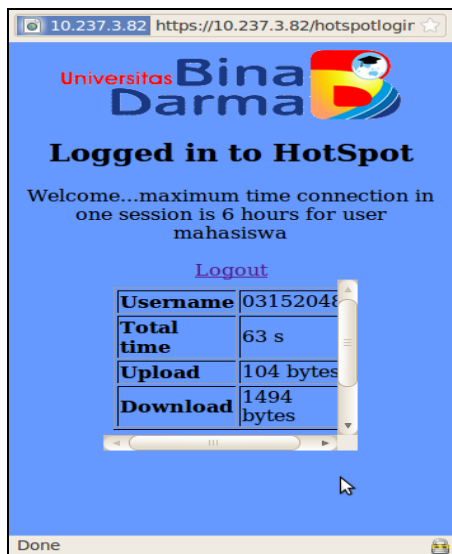 10.237.3.82 https://10.237.3.82/hotspotlogir
Universitas Bina
Darma
Logged in to HotSpot
Welcome...maximum time connection in
one session is 6 hours for user
mahasiswa
Logout
Username 03152048
Total
time 63 s
Upload 104 bytes
Download 1494
bytes
Done